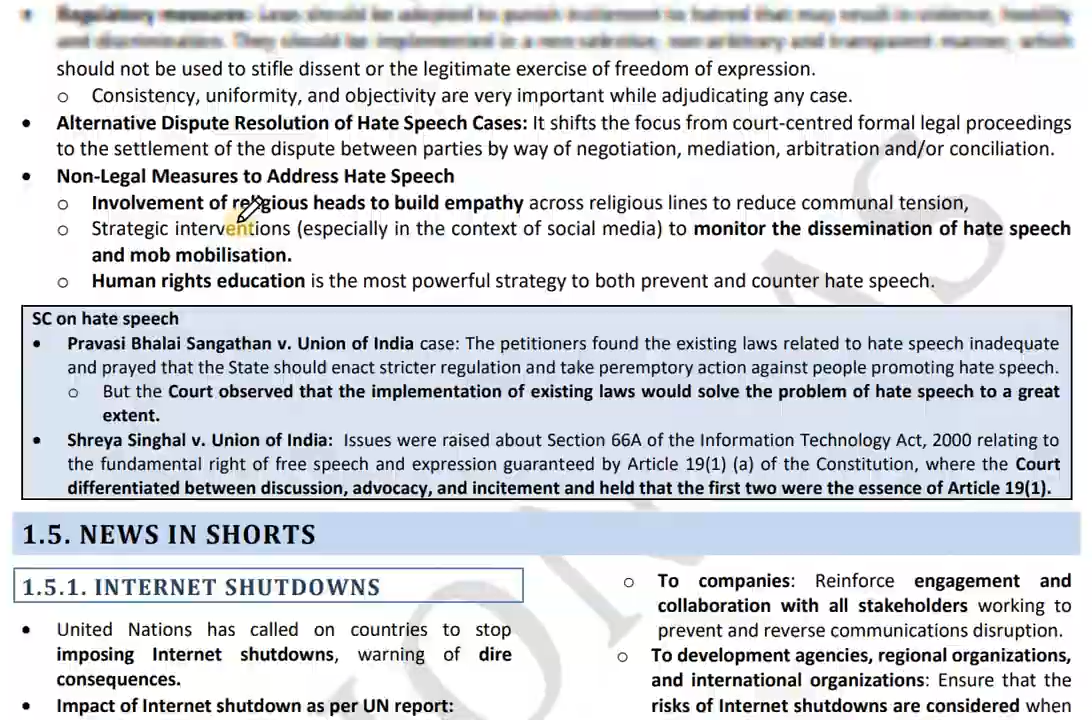 should not be used to stifle dissent or the legitimate exercise of freedom of expression.
o Consistency, uniformity, and objectivity are very important while adjudicating any case.
• Alternative Dispute Resolution of Hate Speech Cases: It shifts the focus from court-centred formal legal proceedings
to the settlement of the dispute between parties by way of negotiation, mediation, arbitration and/or conciliation.
• Non-Legal Measures to Address Hate Speech
o Involvement of religious heads to build empathy across religious lines to reduce communal tension,
o Strategic interventions (especially in the context of social media) to monitor the dissemination of hate speech
and mob mobilisation.
o Human rights education is the most powerful strategy to both prevent and counter hate speech.
SC on hate speech
• Pravasi Bhalai Sangathan v. Union of India case: The petitioners found the existing laws related to hate speech inadequate
and prayed that the State should enact stricter regulation and take peremptory action against people promoting hate speech.
o But the Court observed that the implementation of existing laws would solve the problem of hate speech to a great
extent.
• Shreya Singhal v. Union of India: Issues were raised about Section 66A of the Information Technology Act, 2000 relating to
the fundamental right of free speech and expression guaranteed by Article 19(1) (a) of the Constitution, where the Court
differentiated between discussion, advocacy, and incitement and held that the first two were the essence of Article 19(1).
1.5. NEWS IN SHORTS
1.5.1. INTERNET SHUTDOWNS
• United Nations has called on countries to stop
imposing Internet shutdowns, warning of dire
consequences.
• Impact of Internet shutdown as per UN report:
o To companies: Reinforce engagement and
collaboration with all stakeholders working to
prevent and reverse communications disruption.
o To development agencies, regional organizations,
and international organizations: Ensure that the
risks of Internet shutdowns are considered when